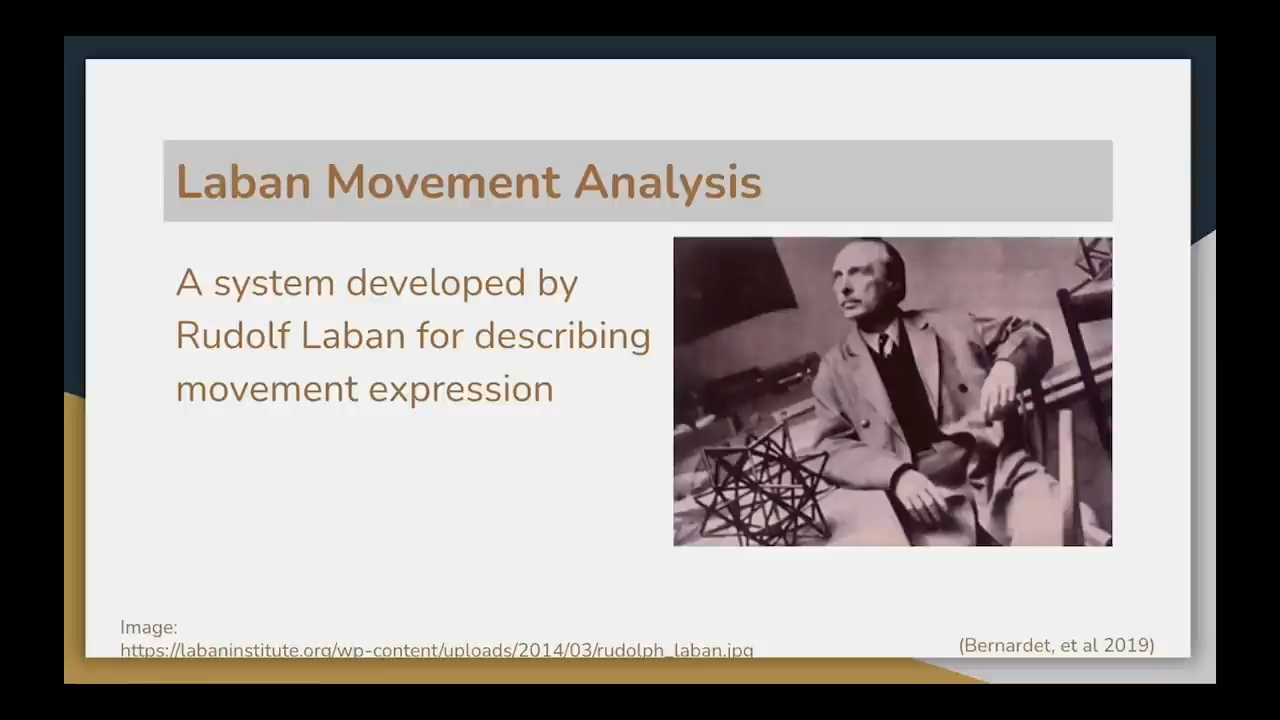 Laban Movement Analysis
A system developed by
Rudolf Laban for describing
movement expression
Image:
https://labaninstitute.org/wp-content/uploads/2014/03/rudolph_laban.jpg
(Bernardet, et al 2019)